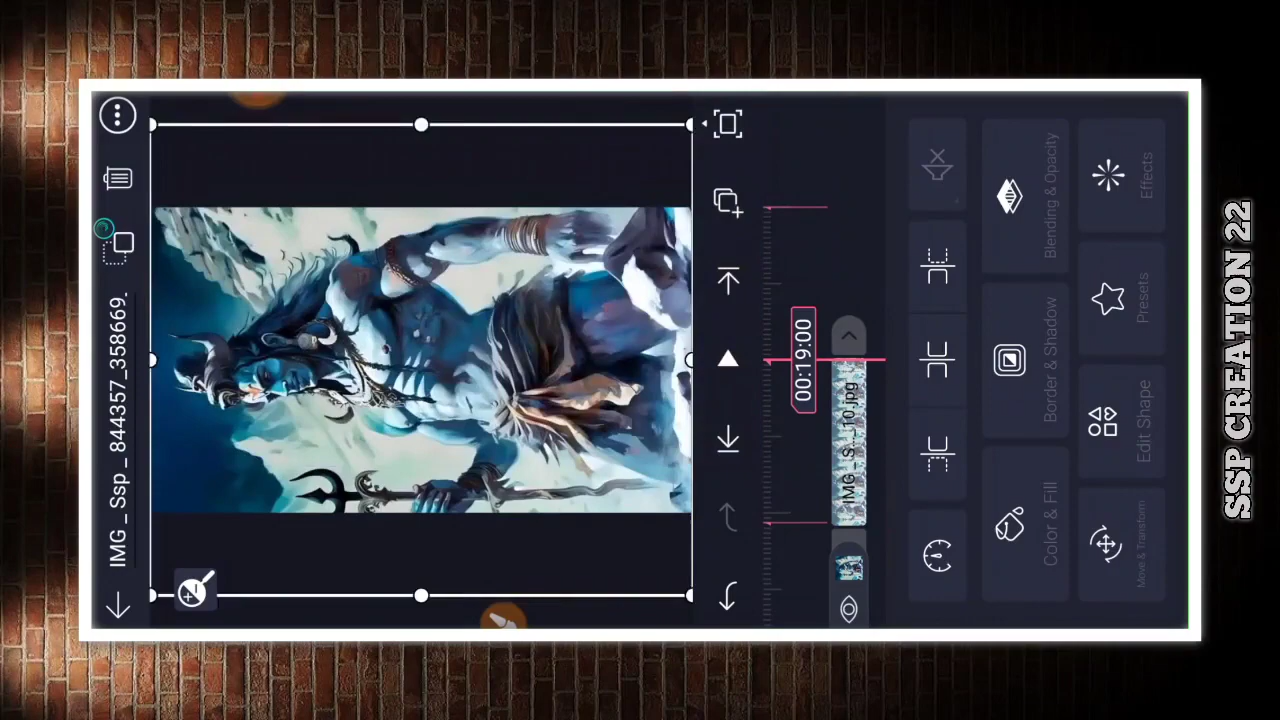 IMG _ Ssp _ 844357_358669_
00:19:00
IMG _ S _ _10.jpg
Blending & Opacity
Border & Shadow
Color & Fill
Effects
Presets
Edit Shape
Move & Transform
SSP CREATION 22